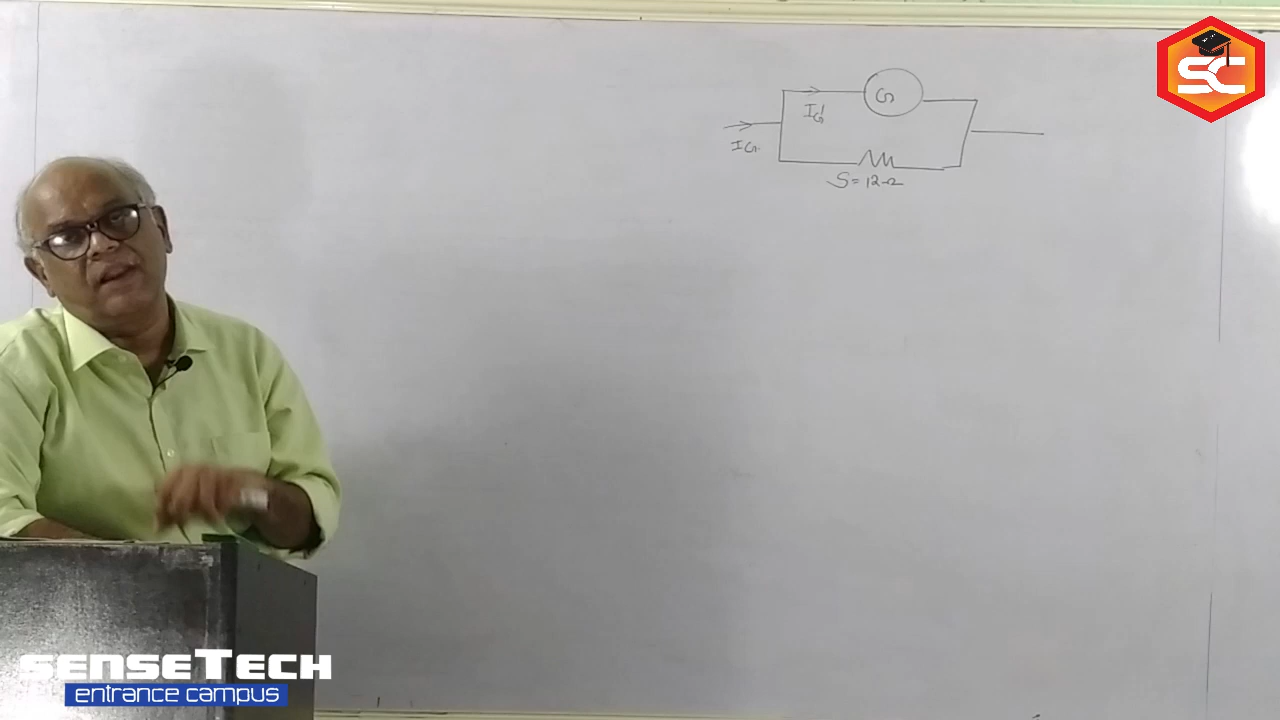 SC
G
IG'
IG.
S = 12Ω
SENSETECH
entrance campus